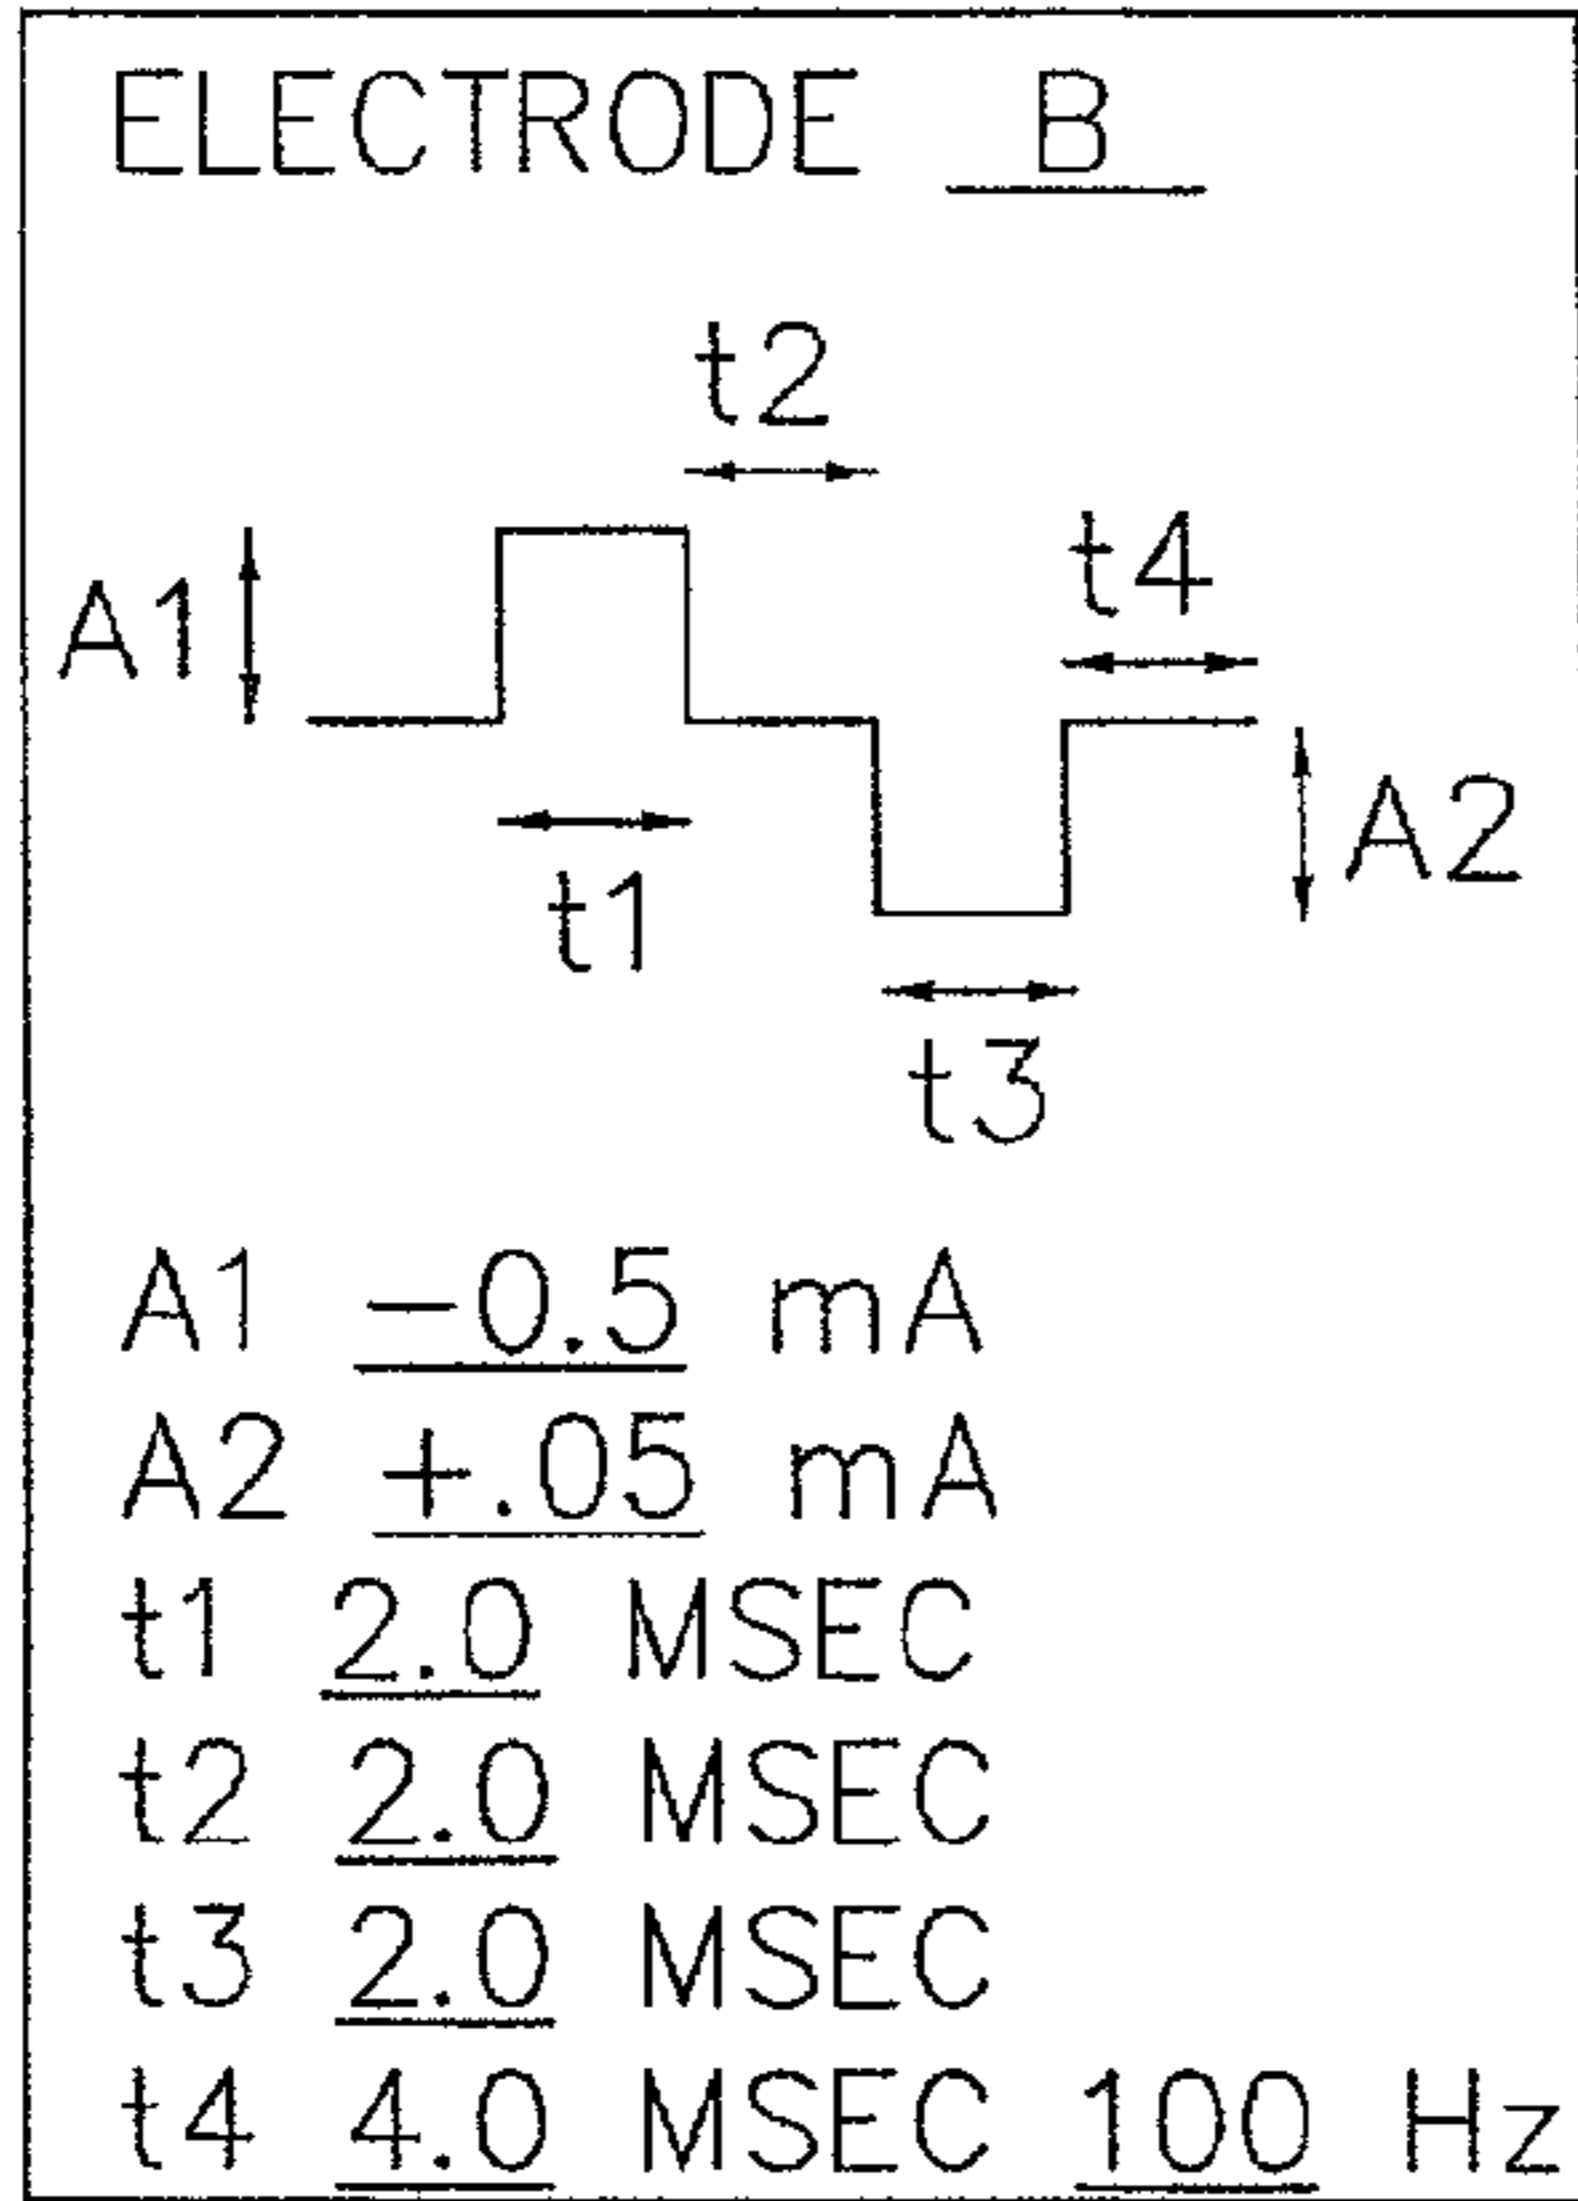 ELECTRODE B
t2
t4
A1
A2
t1
t3
A1 -0.5 mA
A2 +.05 mA
t1 2.0 MSEC
t2 2.0 MSEC
t3 2.0 MSEC
t4 4.0 MSEC 100 Hz